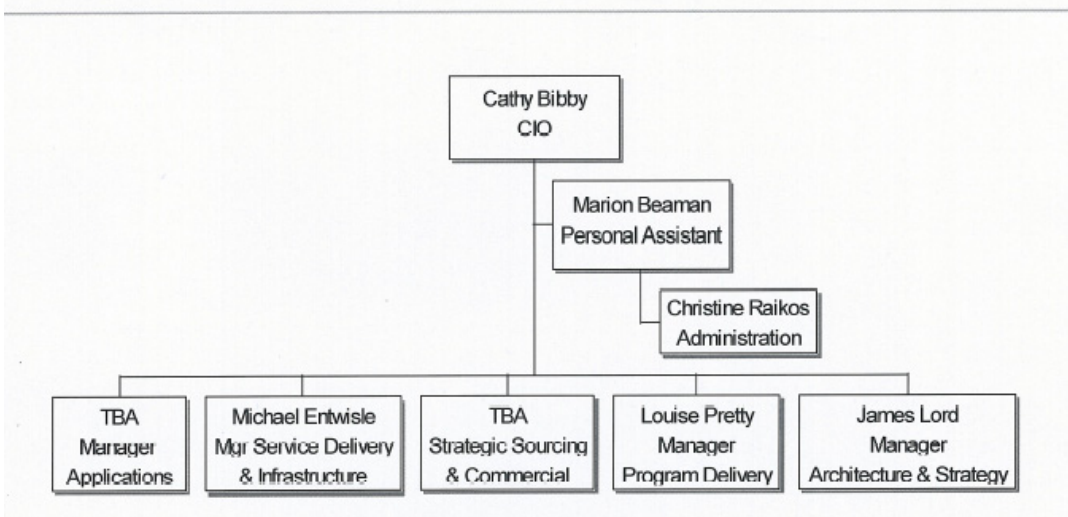 Cathy Bibby
CIO
Marion Beaman
Personal Assistant
Christine Raikos
Administration
TBA
Manager
Applications
Michael Entwisle
Mgr Service Delivery
& Infrastructure
TBA
Strategic Sourcing
& Commercial
Louise Pretty
Manager
Program Delivery
James Lord
Manager
Architecture & Strategy